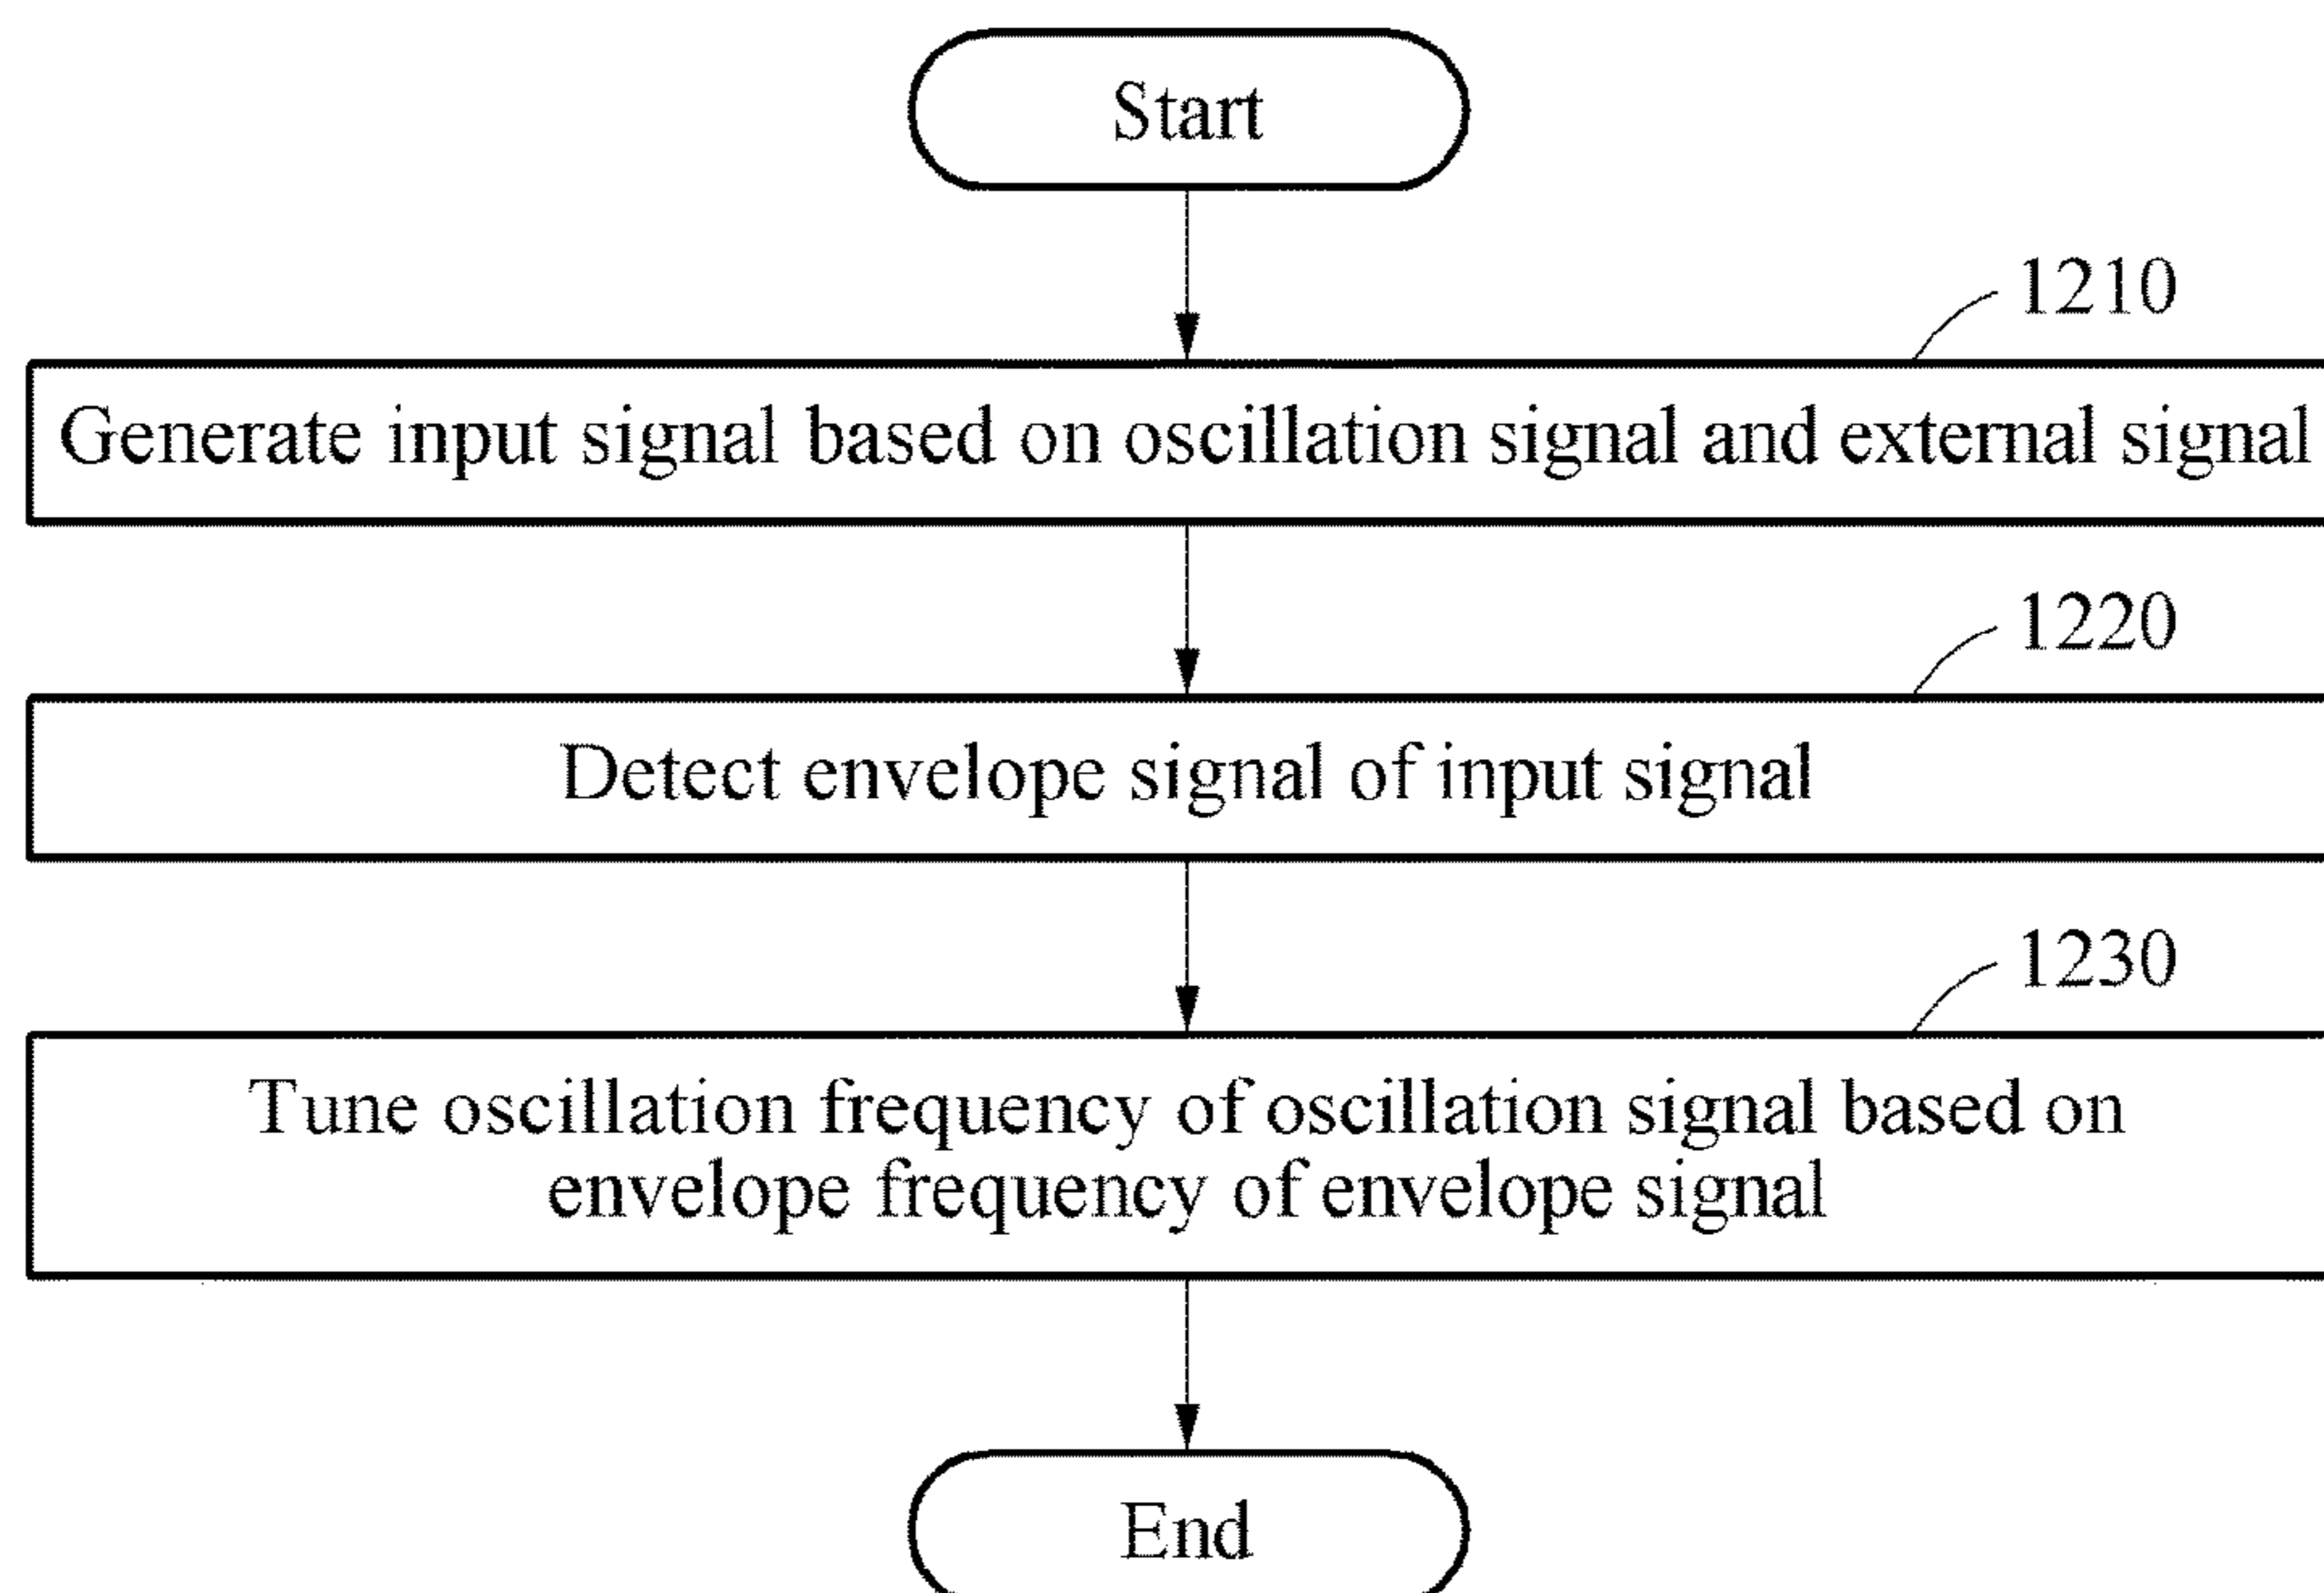 Start
1210
Generate input signal based on oscillation signal and external signal
1220
Detect envelope signal of input signal
1230
Tune oscillation frequency of oscillation signal based on
envelope frequency of envelope signal
End